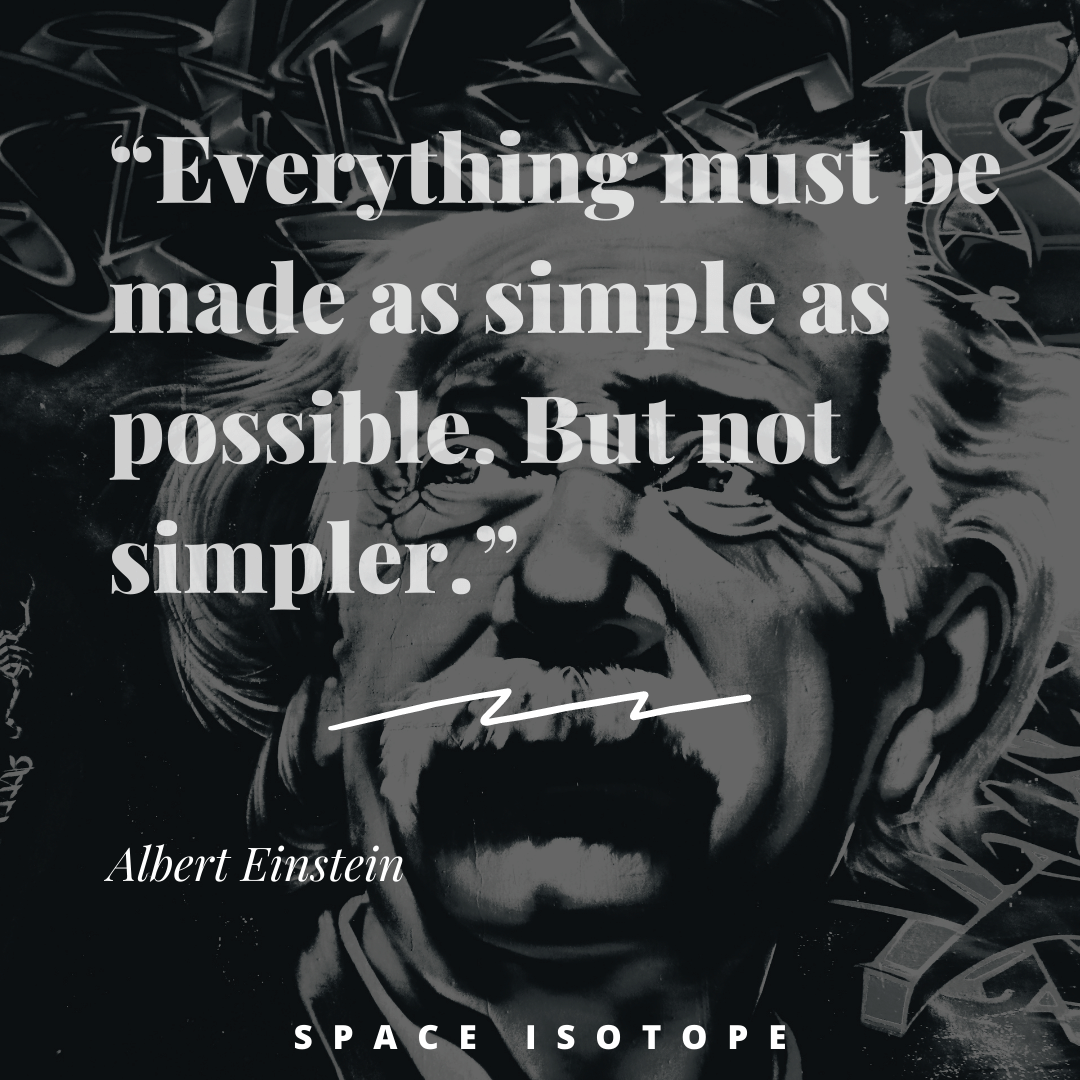 “Everything must be
made as simple as
possible. But not
simpler.”
Albert Einstein
SPACE ISOTOPE